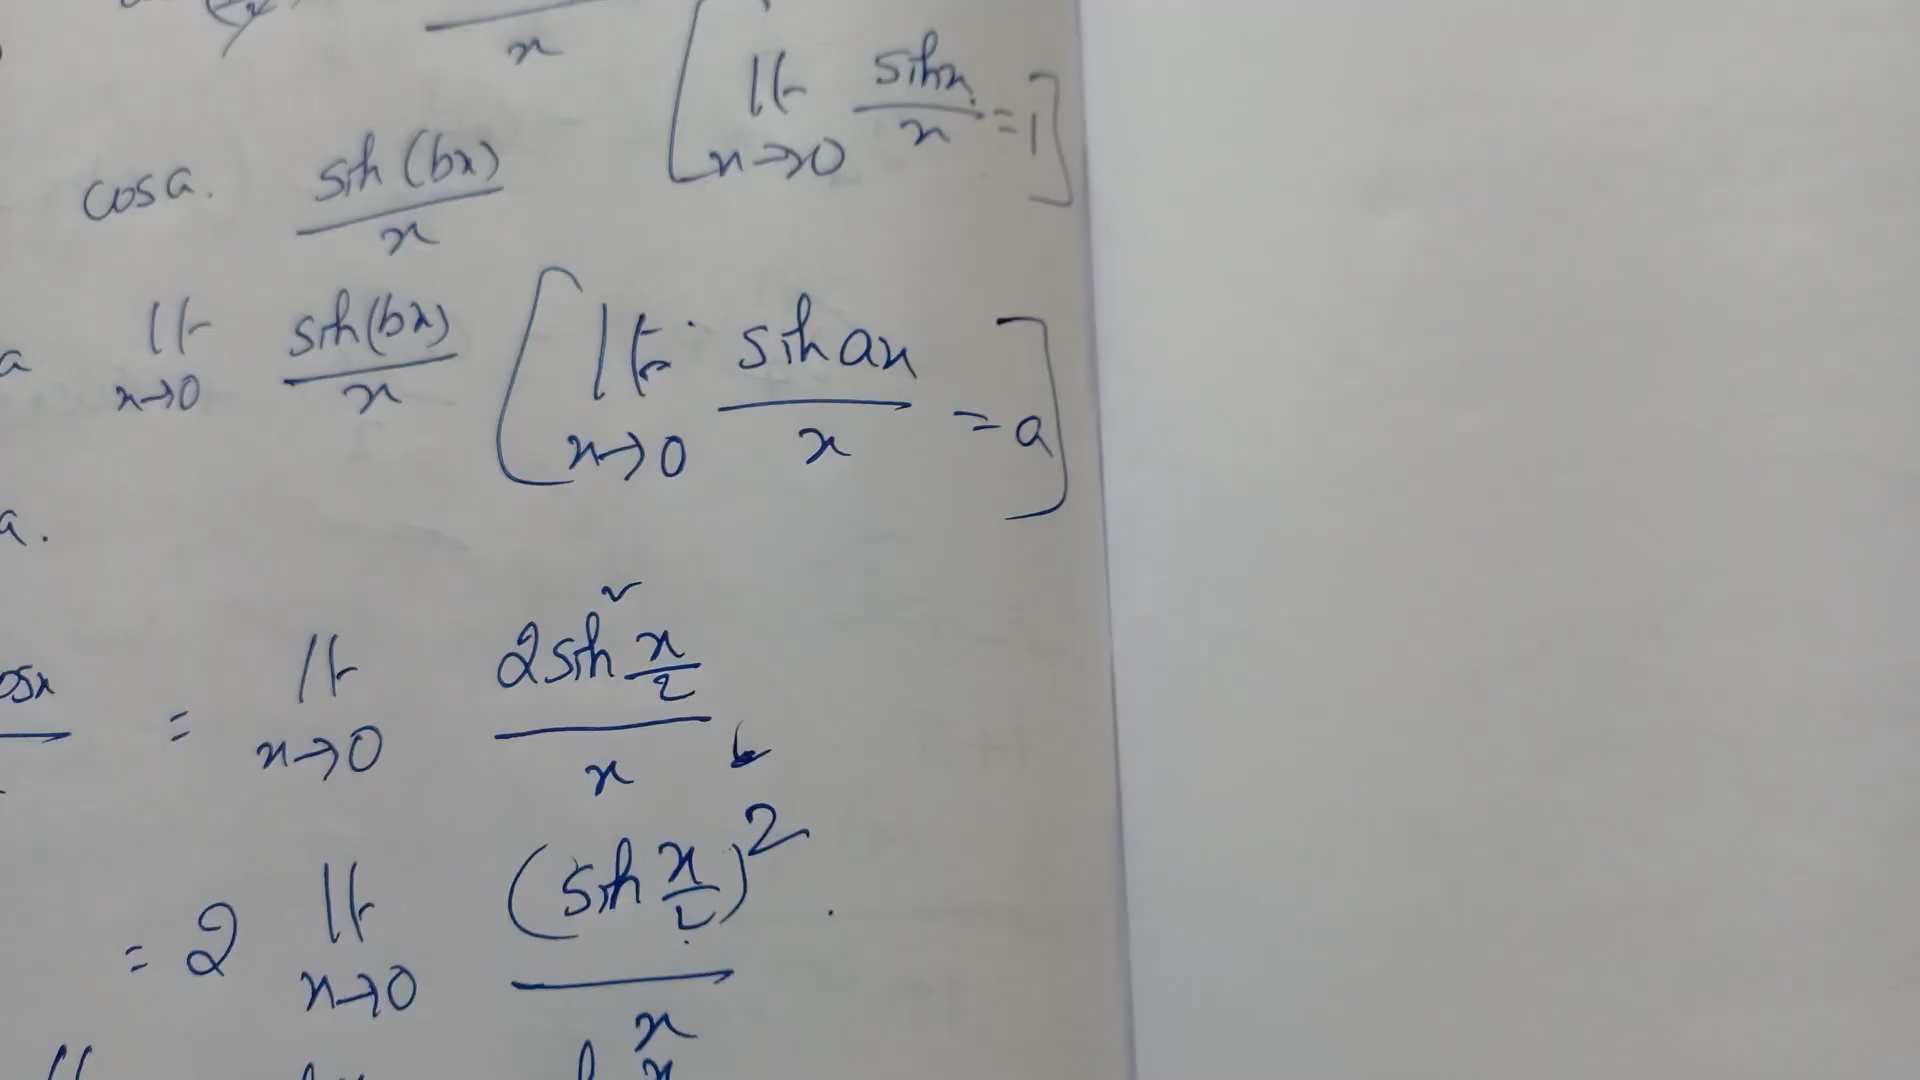 x [ lt x→0 sinx/x = 1 ]
cos a. sin(bx)/x
a lt x→0 sin(bx)/x [ lt x→0 sin ax/x = a ]
a.
osx = lt x→0 2sin² x/2 / x
= 2 lt x→0 (sin x/2)² / x